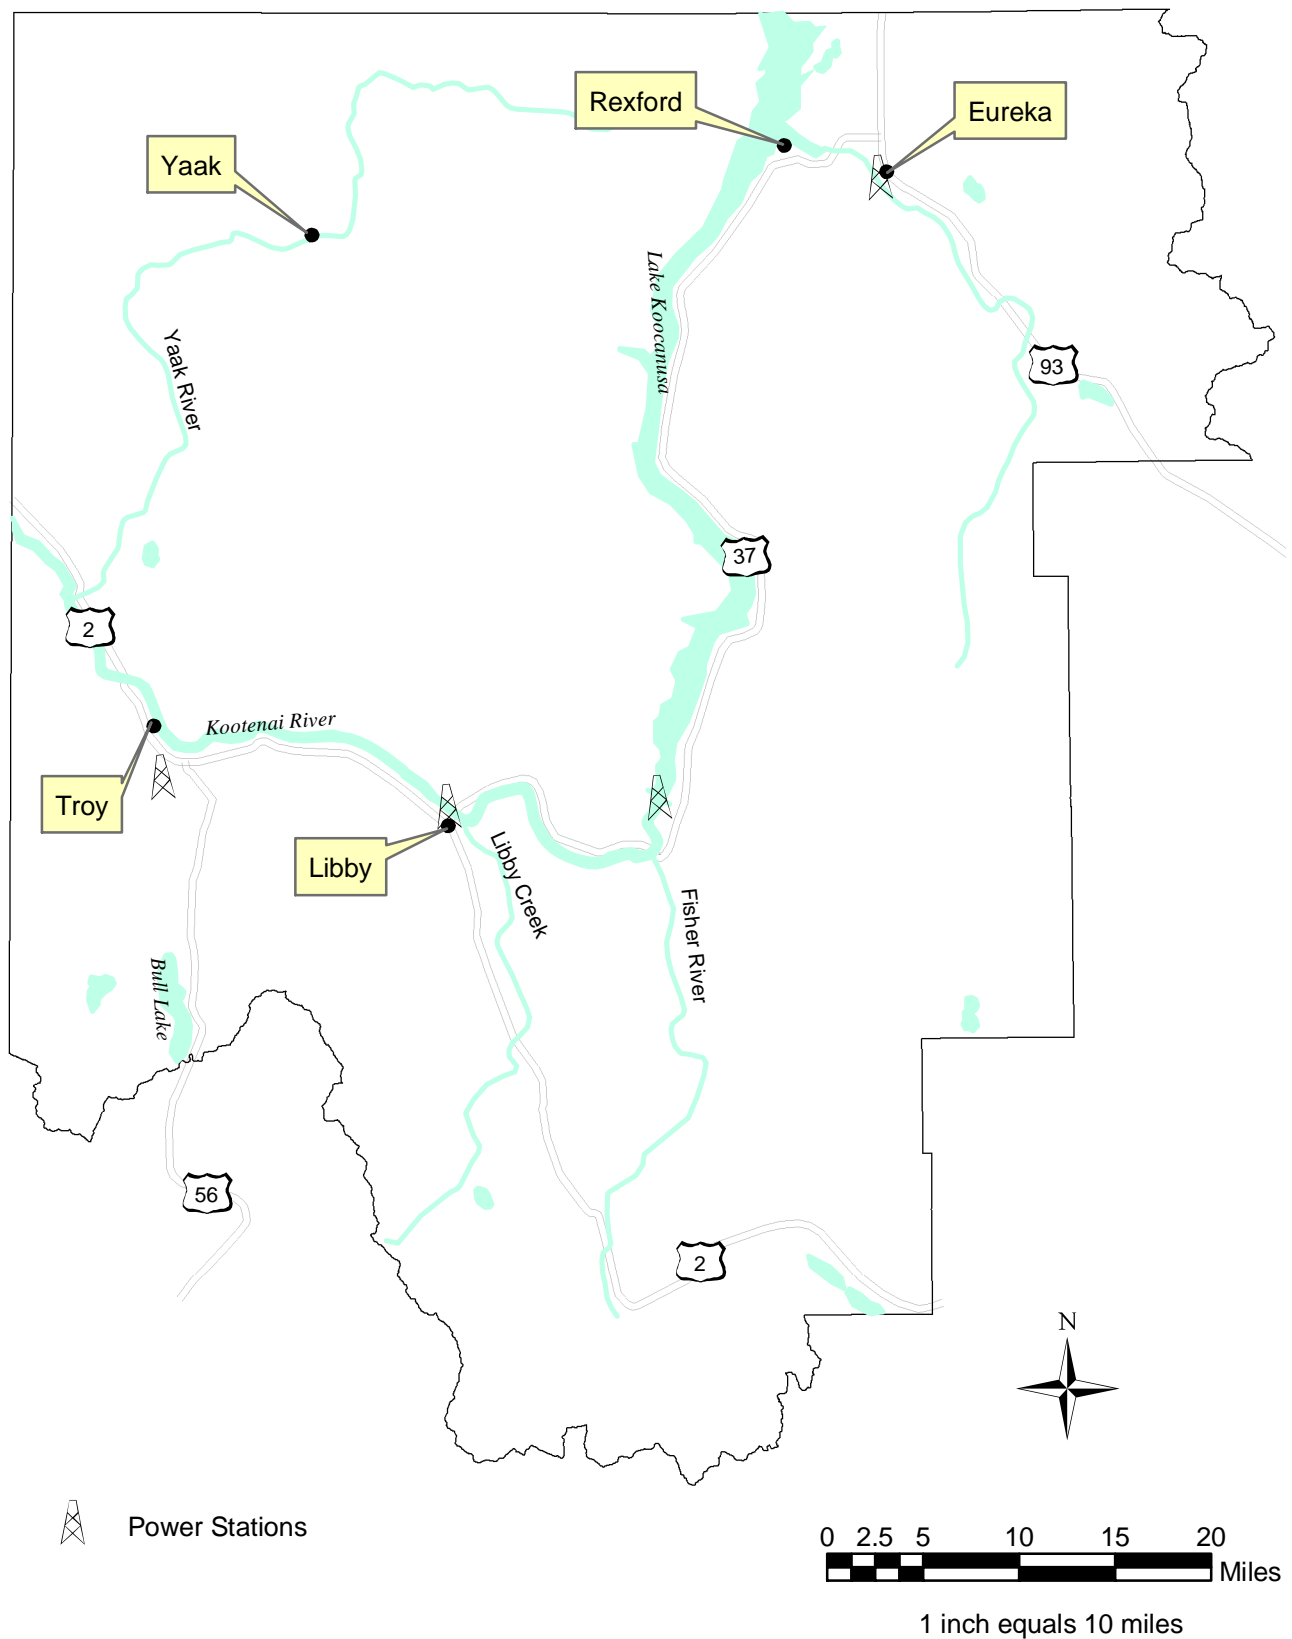 Rexford
Eureka
Yaak
Lake Koocanusa
Yaak River
93
37
2
Kootenai River
Troy
Libby
Libby Creek
Fisher River
Bull Lake
56
2
N
Power Stations
0 2.5 5 10 15 20
Miles
1 inch equals 10 miles